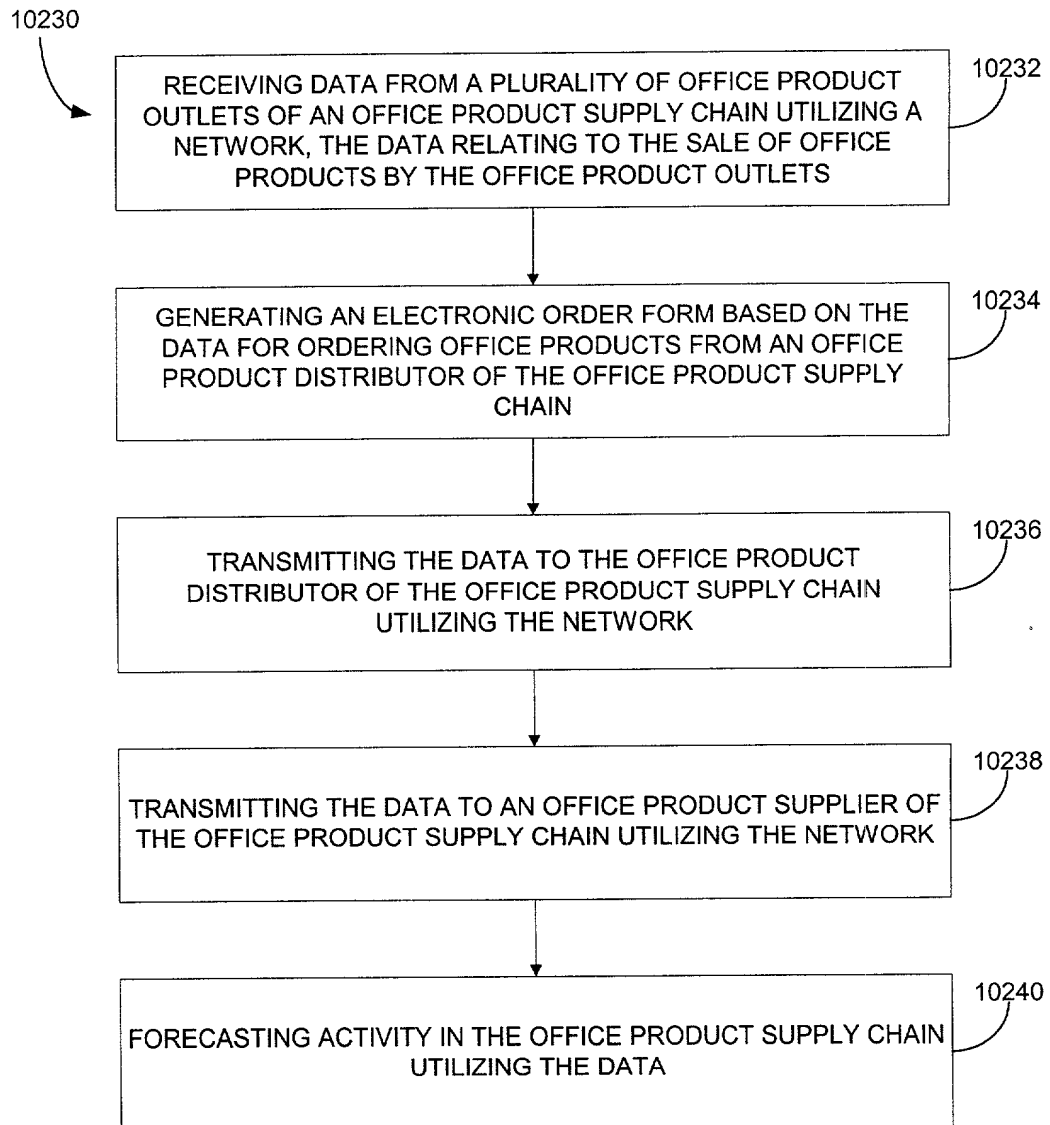 10230
RECEIVING DATA FROM A PLURALITY OF OFFICE PRODUCT
OUTLETS OF AN OFFICE PRODUCT SUPPLY CHAIN UTILIZING A
NETWORK, THE DATA RELATING TO THE SALE OF OFFICE
PRODUCTS BY THE OFFICE PRODUCT OUTLETS
10232
GENERATING AN ELECTRONIC ORDER FORM BASED ON THE
DATA FOR ORDERING OFFICE PRODUCTS FROM AN OFFICE
PRODUCT DISTRIBUTOR OF THE OFFICE PRODUCT SUPPLY
CHAIN
10234
TRANSMITTING THE DATA TO THE OFFICE PRODUCT
DISTRIBUTOR OF THE OFFICE PRODUCT SUPPLY CHAIN
UTILIZING THE NETWORK
10236
TRANSMITTING THE DATA TO AN OFFICE PRODUCT SUPPLIER OF
THE OFFICE PRODUCT SUPPLY CHAIN UTILIZING THE NETWORK
10238
FORECASTING ACTIVITY IN THE OFFICE PRODUCT SUPPLY CHAIN
UTILIZING THE DATA
10240